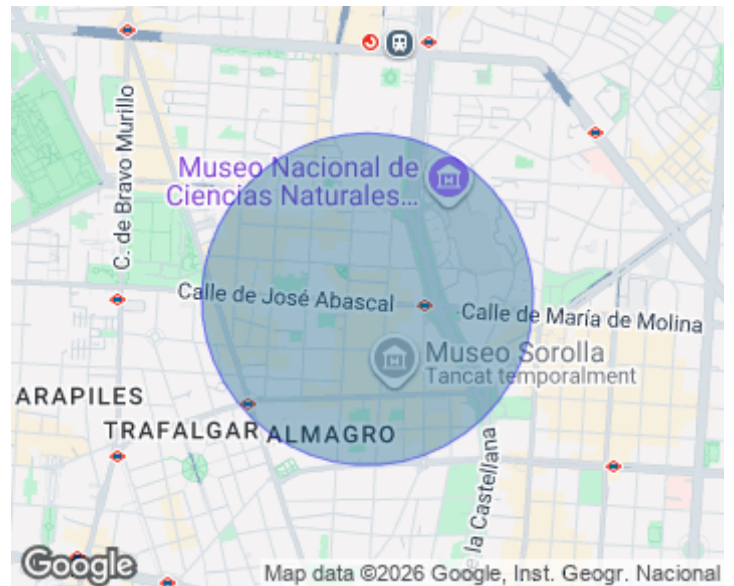 C. de Bravo Murillo
Museo Nacional de
Ciencias Naturales...
Calle de José Abascal
Calle de María de Molina
Museo Sorolla
Tancat temporalment
ARAPILES
TRAFALGAR
ALMAGRO
la Castellana
Google
Map data ©2026 Google, Inst. Geogr. Nacional